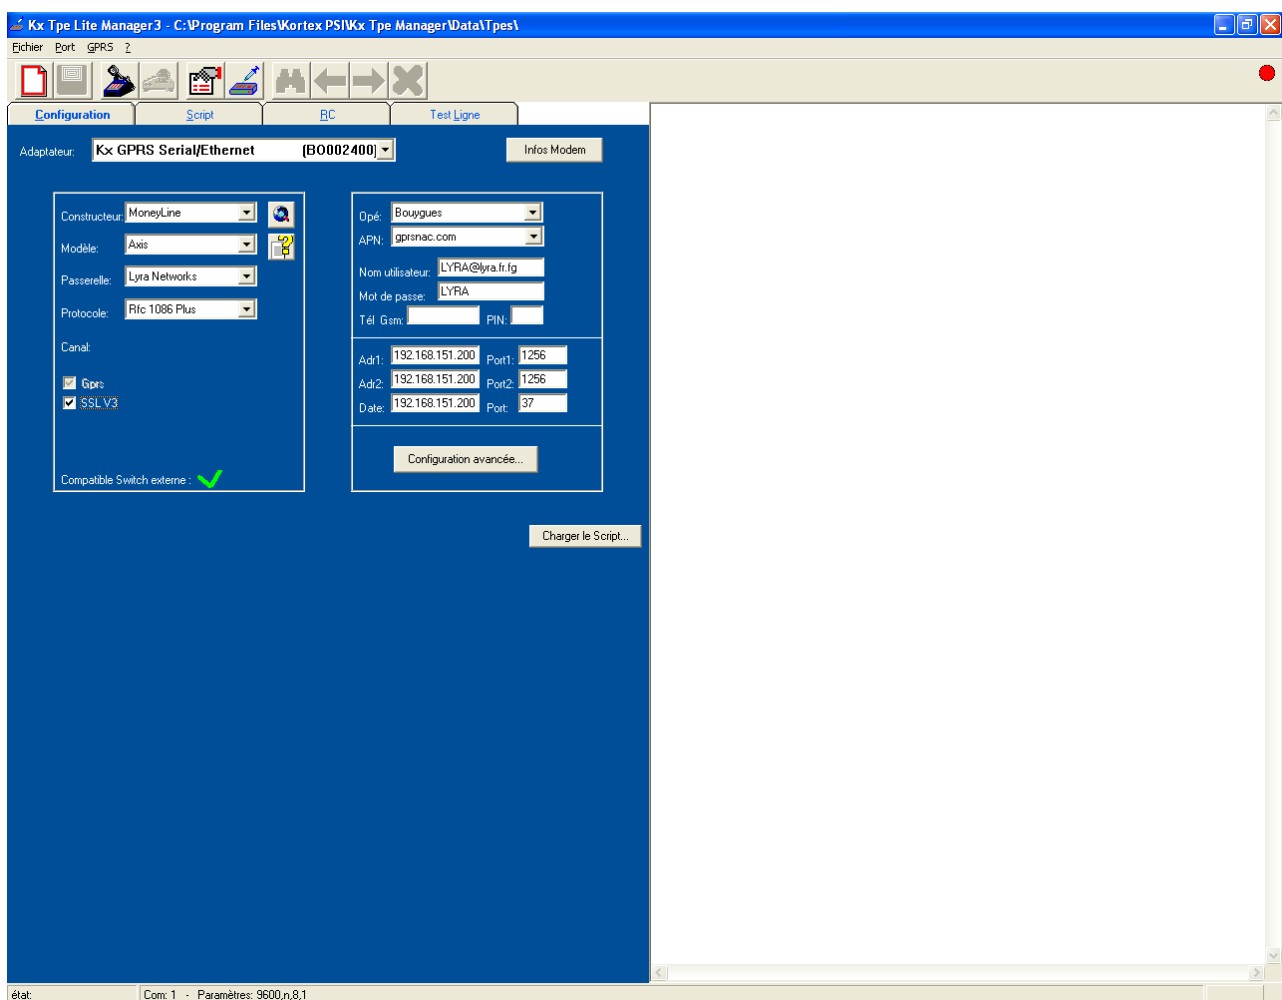 Kx Tpe Lite Manager3 - C:\Program Files\Kortex PSI\Kx Tpe Manager\Data\Tpes\
Fichier Port GPRS ?
Configuration Script RC Test Ligne
Adaptateur: Kx GPRS Serial/Ethernet (BO002400) Infos Modem
Constructeur: MoneyLine
Modèle: Axis
Passerelle: Lyra Networks
Protocole: Rfc 1086 Plus
Canal:
Gprs
SSL V3
Compatible Switch externe :
Opé: Bouygues
APN: gprsnac.com
Nom utilisateur: LYRA@lyra.fr.fg
Mot de passe: LYRA
Tél Gsm: PIN:
Adr1: 192.168.151.200 Port1: 1256
Adr2: 192.168.151.200 Port2: 1256
Date: 192.168.151.200 Port: 37
Configuration avancée...
Charger le Script...
état: Com: 1 - Paramètres: 9600,n,8,1